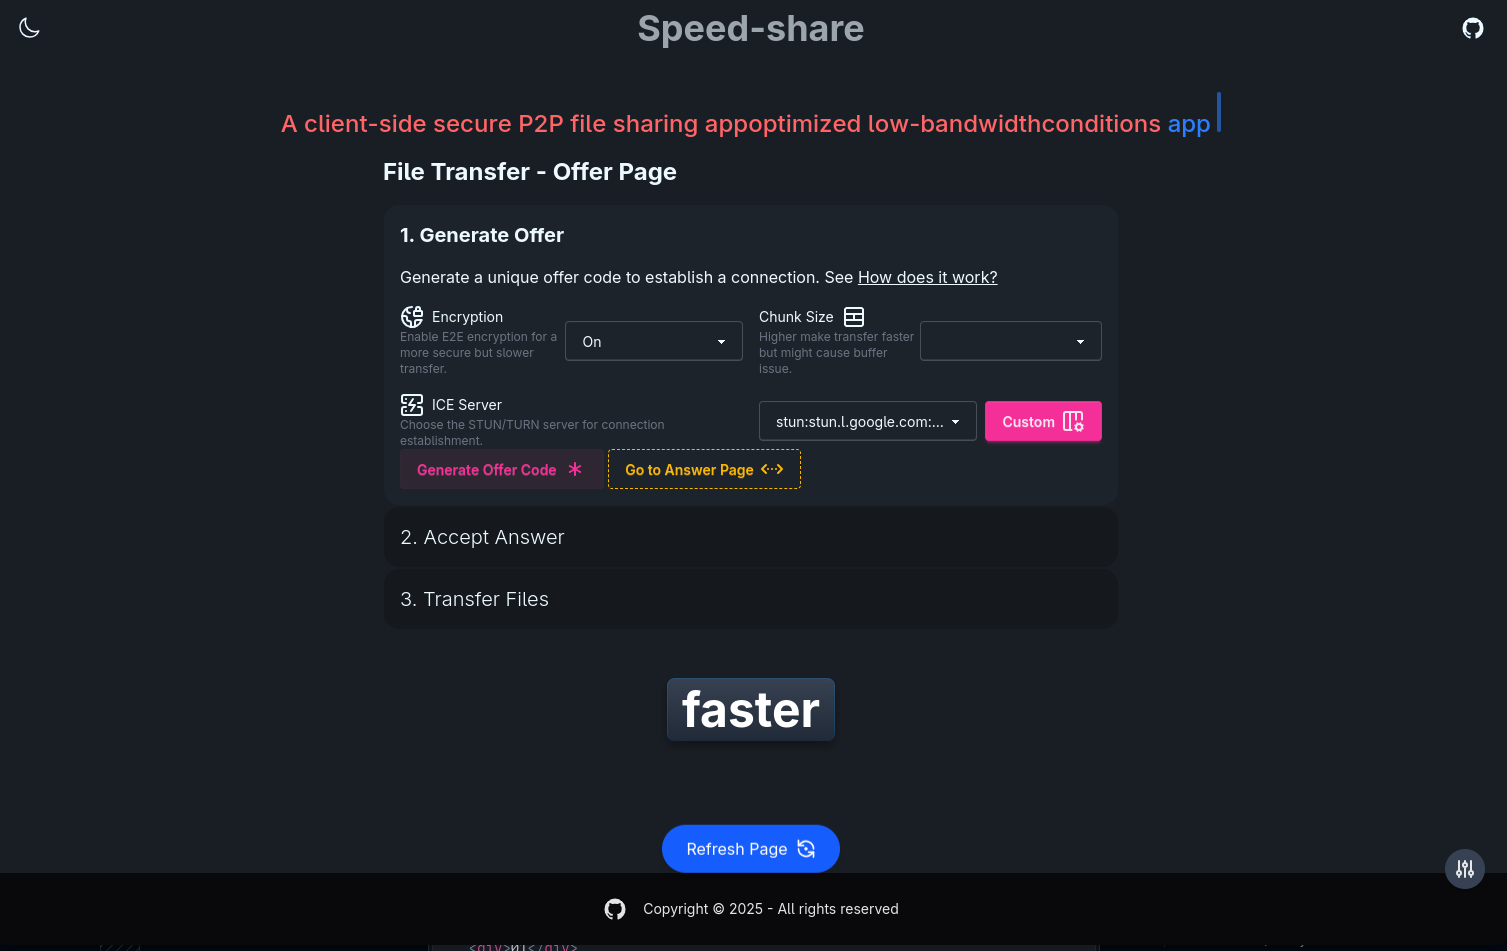 Speed-share
A client-side secure P2P file sharing appoptimized low-bandwidthconditions app
File Transfer - Offer Page
1. Generate Offer
Generate a unique offer code to establish a connection. See How does it work?
Encryption
Enable E2E encryption for a
more secure but slower
transfer.
On
Chunk Size
Higher make transfer faster
but might cause buffer
issue.
ICE Server
Choose the STUN/TURN server for connection
establishment.
stun:stun.l.google.com:...
Custom
Generate Offer Code
Go to Answer Page
2. Accept Answer
3. Transfer Files
faster
Refresh Page
Copyright © 2025 - All rights reserved